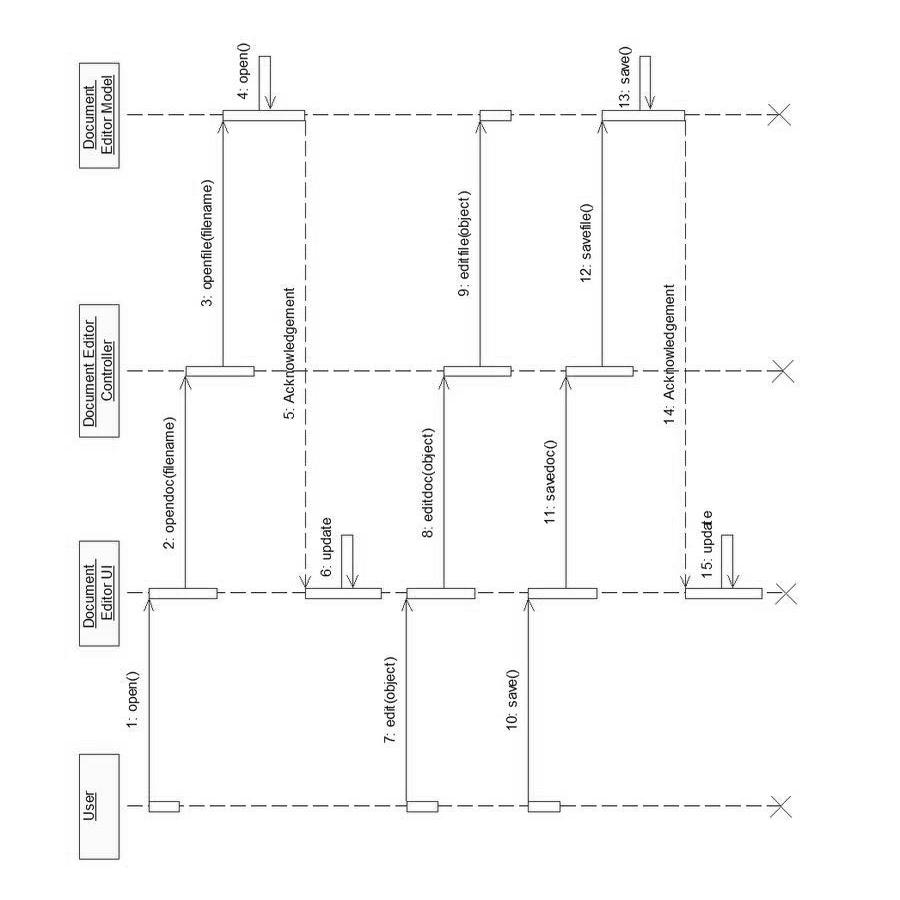 User
Document
Editor UI
Document Editor
Controller
Document
Editor Model
1: open()
2: opendoc(filename)
3: openfile(filename)
4: open()
5: Acknowledgement
6: update
7: edit(object)
8: editdoc(object)
9: editfile(object)
10: save()
11: savedoc()
12: savefile()
13: save()
14: Acknowledgement
15: update